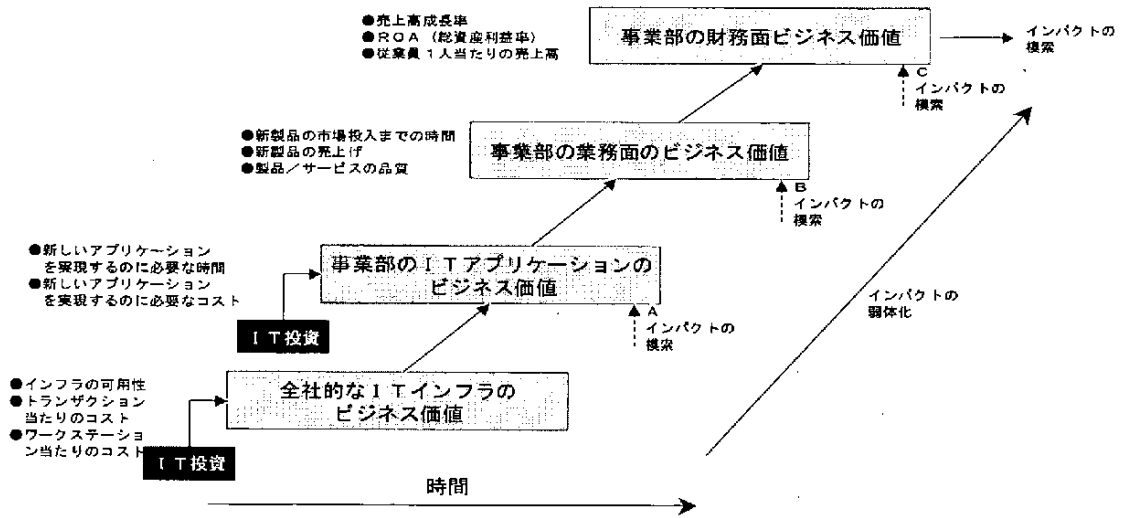 ●売上高成長率
●ROA(総資産利益率)
●従業員1人当たりの売上高
事業部の財務面ビジネス価値
インパクトの
模索
C
インパクトの
模索
●新製品の市場投入までの時間
●新製品の売上げ
●製品/サービスの品質
事業部の業務面のビジネス価値
B
インパクトの
模索
●新しいアプリケーション
を実現するのに必要な時間
●新しいアプリケーション
を実現するのに必要なコスト
事業部のITアプリケーションの
ビジネス価値
A
インパクトの
模索
IT投資
インパクトの
弱体化
●インフラの可用性
●トランザクション
当たりのコスト
●ワークステーショ
ン当たりのコスト
全社的なITインフラの
ビジネス価値
IT投資
時間